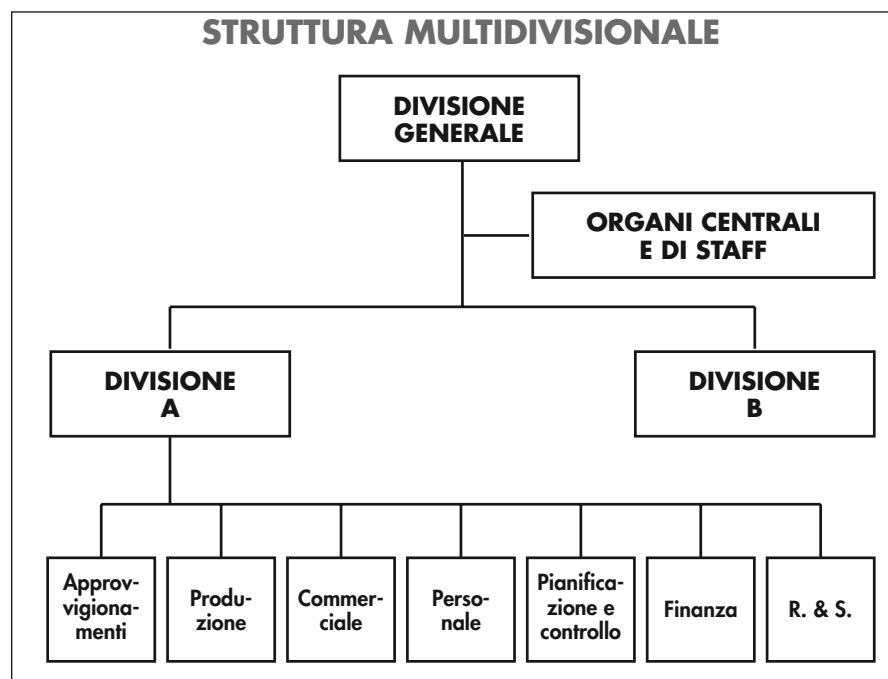 STRUTTURA MULTIDIVISIONALE
DIVISIONE
GENERALE
ORGANI CENTRALI
E DI STAFF
DIVISIONE
A
DIVISIONE
B
Approv-
vigiona-
menti
Produ-
zione
Commer-
ciale
Perso-
nale
Pianifica-
zione e
controllo
Finanza
R. & S.